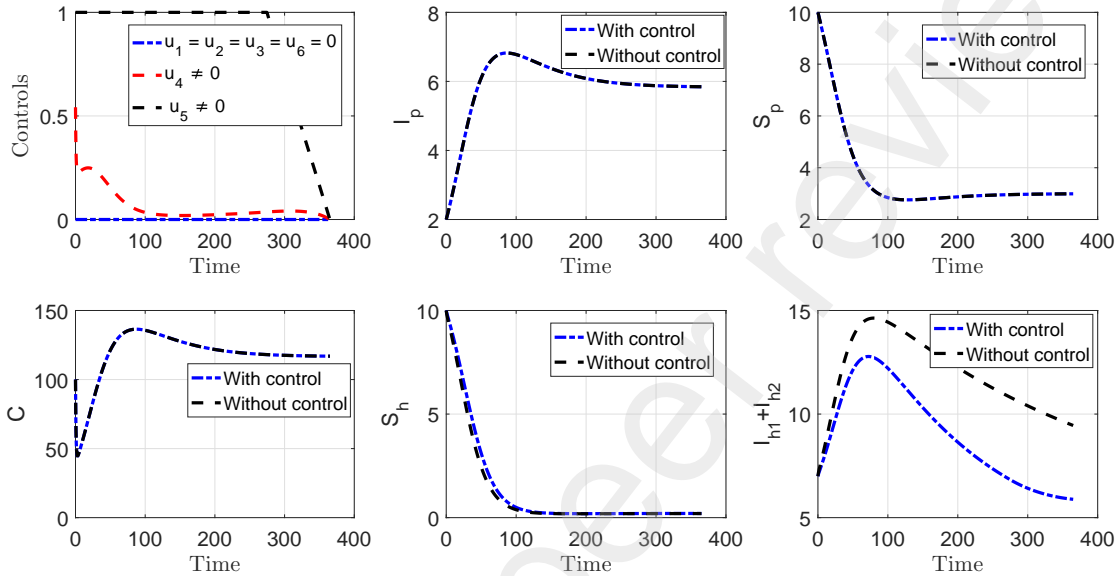 1
0.5
0
Controls
u1 = u2 = u3 = u6 = 0
u4 ≠ 0
u5 ≠ 0
0 100 200 300 400
Time
8
6
4
2
Ip
With control
Without control
0 100 200 300 400
Time
10
8
6
4
2
Sp
With control
Without control
0 100 200 300 400
Time
150
100
50
0
C
With control
Without control
0 100 200 300 400
Time
10
5
0
Sh
With control
Without control
0 100 200 300 400
Time
15
10
5
Ih1+Ih2
With control
Without control
0 100 200 300 400
Time
peer review